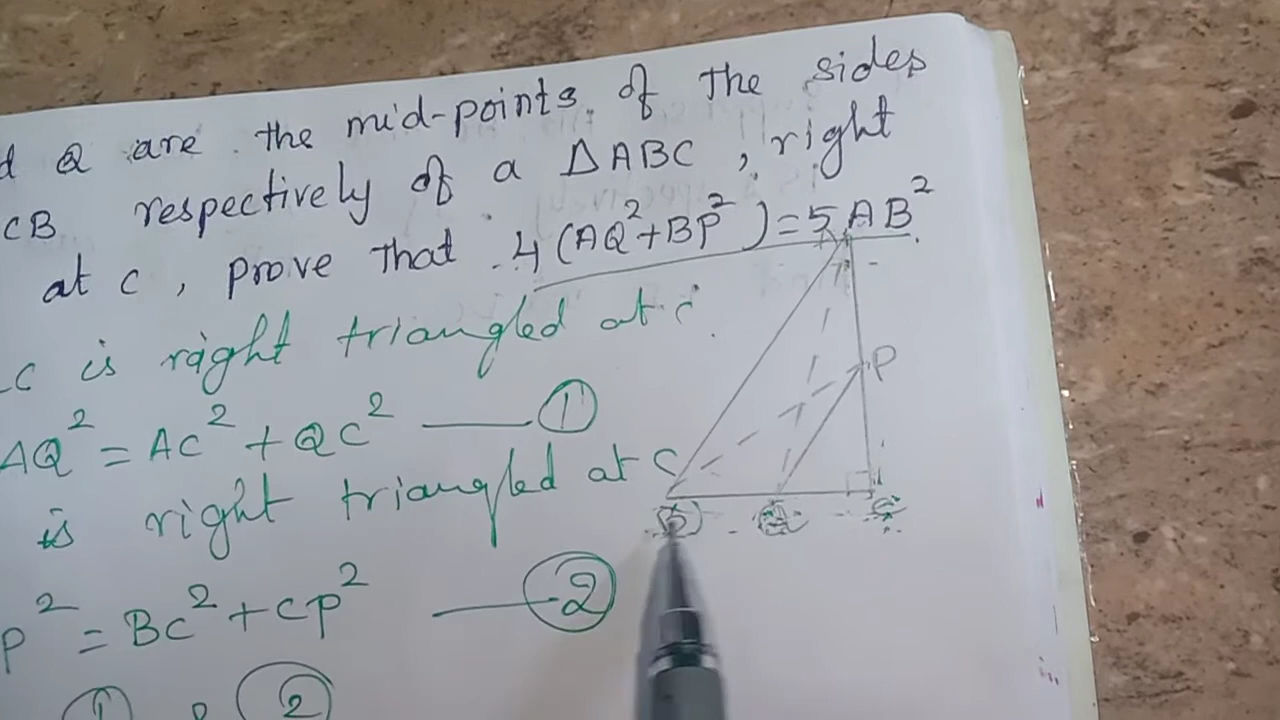 d Q are the mid-points of the sides
CB respectively of a ΔABC, right
at C, prove that 4(AQ²+BP²)=5AB².
C is right triangled at C.
AQ² = AC² + QC² — ①
is right triangled at C
P² = BC² + CP² — ②
① & ②
P
B Q C